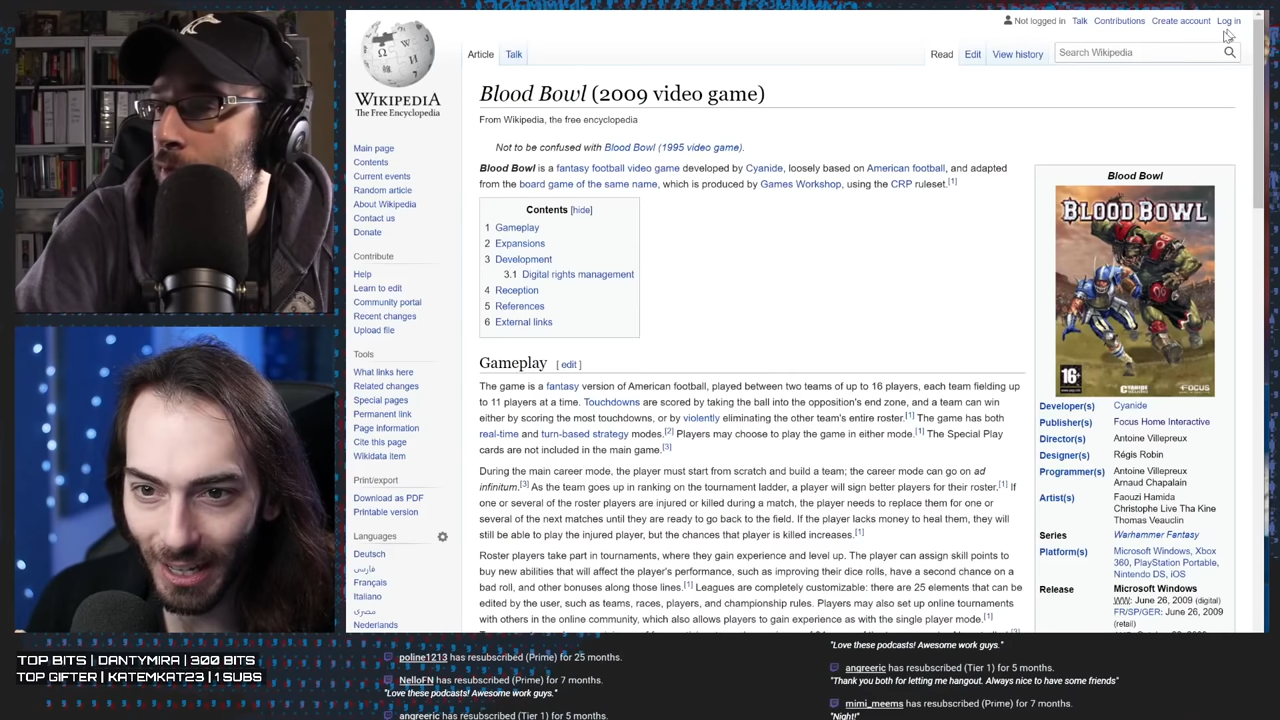 Not logged in Talk Contributions Create account Log in
Article Talk
Read Edit View history
Search Wikipedia
WIKIPEDIA
The Free Encyclopedia
Main page
Contents
Current events
Random article
About Wikipedia
Contact us
Donate
Contribute
Help
Learn to edit
Community portal
Recent changes
Upload file
Tools
What links here
Related changes
Special pages
Permanent link
Page information
Cite this page
Wikidata item
Print/export
Download as PDF
Printable version
Languages
Deutsch
فارسی
Français
Italiano
مصرى
Nederlands
Blood Bowl (2009 video game)
From Wikipedia, the free encyclopedia
Not to be confused with Blood Bowl (1995 video game).
Blood Bowl is a fantasy football video game developed by Cyanide, loosely based on American football, and adapted
from the board game of the same name, which is produced by Games Workshop, using the CRP ruleset.[1]
Contents [hide]
1 Gameplay
2 Expansions
3 Development
3.1 Digital rights management
4 Reception
5 References
6 External links
Gameplay [ edit ]
The game is a fantasy version of American football, played between two teams of up to 16 players, each team fielding up
to 11 players at a time. Touchdowns are scored by taking the ball into the opposition's end zone, and a team can win
either by scoring the most touchdowns, or by violently eliminating the other team's entire roster.[1] The game has both
real-time and turn-based strategy modes.[2] Players may choose to play the game in either mode.[1] The Special Play
cards are not included in the main game.[3]
During the main career mode, the player must start from scratch and build a team; the career mode can go on ad
infinitum.[3] As the team goes up in ranking on the tournament ladder, a player will sign better players for their roster.[1] If
one or several of the roster players are injured or killed during a match, the player needs to replace them for one or
several of the next matches until they are ready to go back to the field. If the player lacks money to heal them, they will
still be able to play the injured player, but the chances that player is killed increases.[1]
Roster players take part in tournaments, where they gain experience and level up. The player can assign skill points to
buy new abilities that will affect the player's performance, such as improving their dice rolls, have a second chance on a
bad roll, and other bonuses along those lines.[1] Leagues are completely customizable: there are 25 elements that can be
edited by the user, such as teams, races, players, and championship rules. Players may also set up online tournaments
with others in the online community, which also allows players to gain experience as with the single player mode.[1]
Blood Bowl
BLOOD BOWL
16+
CYANIDE
FOCUS
Developer(s) Cyanide
Publisher(s) Focus Home Interactive
Director(s) Antoine Villepreux
Designer(s) Régis Robin
Programmer(s) Antoine Villepreux
Arnaud Chapalain
Artist(s) Faouzi Hamida
Christophe Live Tha Kine
Thomas Veauclin
Series Warhammer Fantasy
Platform(s) Microsoft Windows, Xbox
360, PlayStation Portable,
Nintendo DS, iOS
Release Microsoft Windows
WW: June 26, 2009 (digital)
FR/SP/GER: June 26, 2009
(retail)
TOP BITS | DANTYMIRA | 300 BITS
TOP GIFTER | KATEMKAT23 | 1 SUBS
poline1213 has resubscribed (Prime) for 25 months.
NelloFN has resubscribed (Prime) for 7 months.
"Love these podcasts! Awesome work guys."
angreeric has resubscribed (Tier 1) for 5 months.
"Love these podcasts! Awesome work guys."
angreeric has resubscribed (Tier 1) for 5 months.
"Thank you both for letting me hangout. Always nice to have some friends"
mimi_meems has resubscribed (Prime) for 7 months.
"Night!"